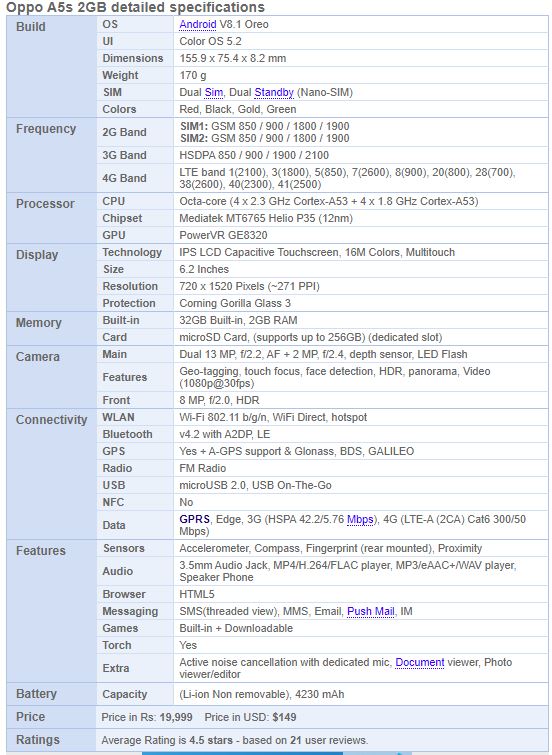 Oppo A5s 2GB detailed specifications
Build OS Android V8.1 Oreo
UI Color OS 5.2
Dimensions 155.9 x 75.4 x 8.2 mm
Weight 170 g
SIM Dual Sim, Dual Standby (Nano-SIM)
Colors Red, Black, Gold, Green
Frequency 2G Band SIM1: GSM 850 / 900 / 1800 / 1900
SIM2: GSM 850 / 900 / 1800 / 1900
3G Band HSDPA 850 / 900 / 1900 / 2100
4G Band LTE band 1(2100), 3(1800), 5(850), 7(2600), 8(900), 20(800), 28(700),
38(2600), 40(2300), 41(2500)
Processor CPU Octa-core (4 x 2.3 GHz Cortex-A53 + 4 x 1.8 GHz Cortex-A53)
Chipset Mediatek MT6765 Helio P35 (12nm)
GPU PowerVR GE8320
Display Technology IPS LCD Capacitive Touchscreen, 16M Colors, Multitouch
Size 6.2 Inches
Resolution 720 x 1520 Pixels (~271 PPI)
Protection Corning Gorilla Glass 3
Memory Built-in 32GB Built-in, 2GB RAM
Card microSD Card, (supports up to 256GB) (dedicated slot)
Camera Main Dual 13 MP, f/2.2, AF + 2 MP, f/2.4, depth sensor, LED Flash
Features Geo-tagging, touch focus, face detection, HDR, panorama, Video
(1080p@30fps)
Front 8 MP, f/2.0, HDR
Connectivity WLAN Wi-Fi 802.11 b/g/n, WiFi Direct, hotspot
Bluetooth v4.2 with A2DP, LE
GPS Yes + A-GPS support & Glonass, BDS, GALILEO
Radio FM Radio
USB microUSB 2.0, USB On-The-Go
NFC No
Data GPRS, Edge, 3G (HSPA 42.2/5.76 Mbps), 4G (LTE-A (2CA) Cat6 300/50
Mbps)
Features Sensors Accelerometer, Compass, Fingerprint (rear mounted), Proximity
Audio 3.5mm Audio Jack, MP4/H.264/FLAC player, MP3/eAAC+/WAV player,
Speaker Phone
Browser HTML5
Messaging SMS(threaded view), MMS, Email, Push Mail, IM
Games Built-in + Downloadable
Torch Yes
Extra Active noise cancellation with dedicated mic, Document viewer, Photo
viewer/editor
Battery Capacity (Li-ion Non removable), 4230 mAh
Price Price in Rs: 19,999 Price in USD: $149
Ratings Average Rating is 4.5 stars - based on 21 user reviews.